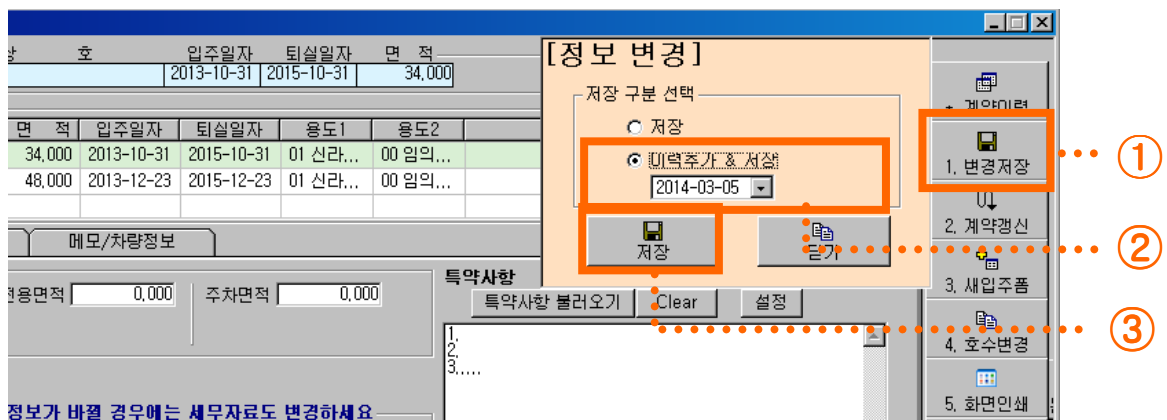 호 입주일자 퇴실일자 면 적
2013-10-31 2015-10-31 34,000
면 적 입주일자 퇴실일자 용도1 용도2
34,000 2013-10-31 2015-10-31 01 신라... 00 임의...
48,000 2013-12-23 2015-12-23 01 신라... 00 임의...
메모/차량정보
전용면적 0,000 주차면적 0,000
정보가 바뀔 경우에는 세무자료도 변경하세요
[정보 변경]
저장 구분 선택
저장
이력추가 & 저장
2014-03-05
저장 닫기
특약사항
특약사항 불러오기 Clear 설정
1.
2.
3.....
계약이력
1. 변경저장
2. 계약갱신
3. 새입주폼
4. 호수변경
5. 화면인쇄
①
②
③